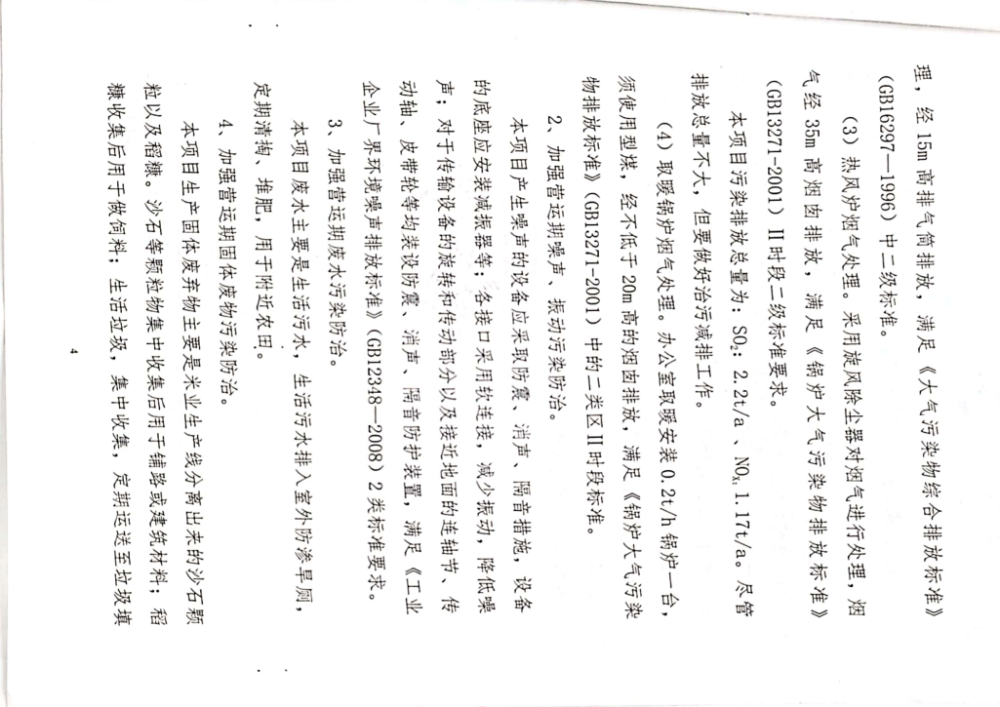 理，经 15m 高排气筒排放，满足《大气污染物综合排放标准》
(GB16297—1996) 中二级标准。
（3）热风炉烟气处理。采用旋风除尘器对烟气进行处理，烟
气经 35m 高烟囱排放，满足《锅炉大气污染物排放标准》
(GB13271-2001) II 时段二级标准要求。
本项目污染排放总量为：SO₂：2.2t/a 、NOₓ：1.17t/a。尽管
排放总量不大，但要做好治污减排工作。
（4）取暖锅炉烟气处理。办公室取暖安装 0.2t/h 锅炉一台，
须使用型煤，经不低于 20m 高的烟囱排放，满足《锅炉大气污染
物排放标准》(GB13271-2001) 中的二类区 II 时段标准。
2、加强营运期噪声、振动污染防治。
本项目产生噪声的设备应采取防震、消声、隔音措施，设备
的底座应安装减振器等；各接口采用软连接，减少振动，降低噪
声；对于传输设备的旋转和传动部分以及接近地面的连轴节、传
动轴、皮带轮等均装设防震、消声、隔音防护装置，满足《工业
企业厂界环境噪声排放标准》(GB12348—2008) 2 类标准要求。
3、加强营运期废水污染防治。
本项目废水主要是生活污水，生活污水排入室外防渗旱厕，
定期清掏、堆肥，用于附近农田。
4、加强营运期固体废物污染防治。
本项目生产固体废弃物主要是米业生产线分离出来的沙石颗
粒以及稻糠。沙石等颗粒物集中收集后用于铺路或建筑材料；稻
糠收集后用于做饲料；生活垃圾，集中收集，定期运送至垃圾填
4